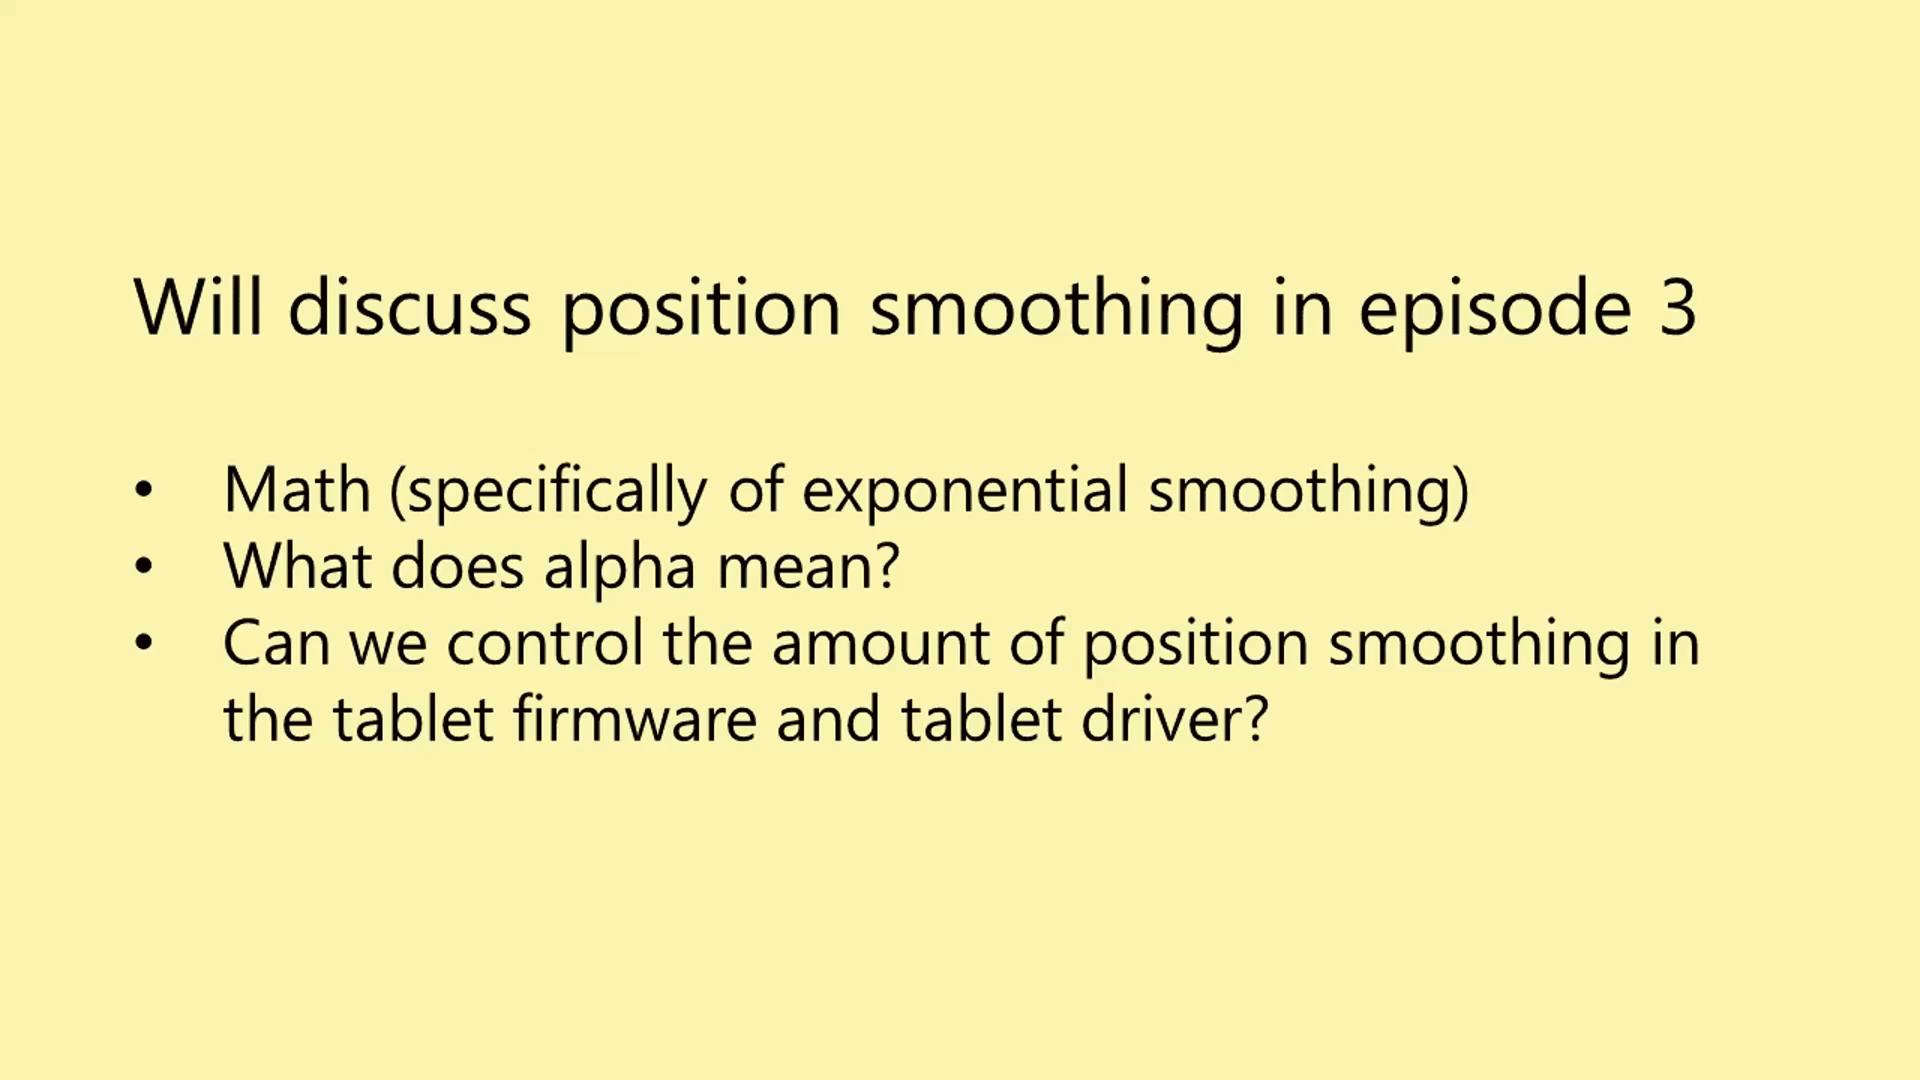 Will discuss position smoothing in episode 3
• Math (specifically of exponential smoothing)
• What does alpha mean?
• Can we control the amount of position smoothing in
the tablet firmware and tablet driver?